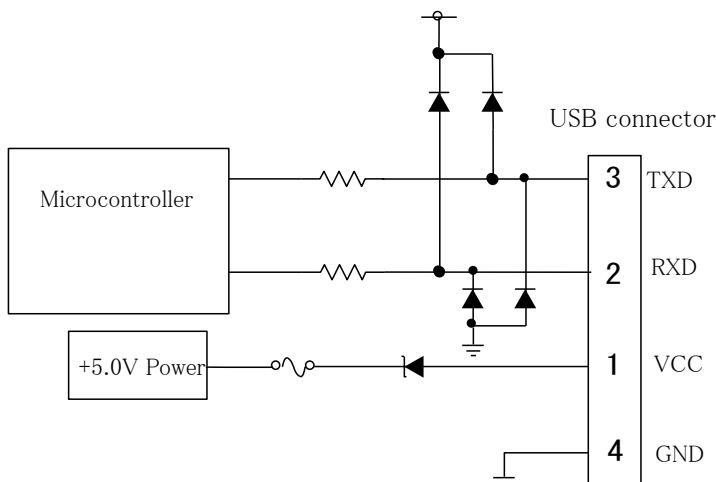 USB connector
Microcontroller
3 TXD
2 RXD
+5.0V Power
1 VCC
4 GND